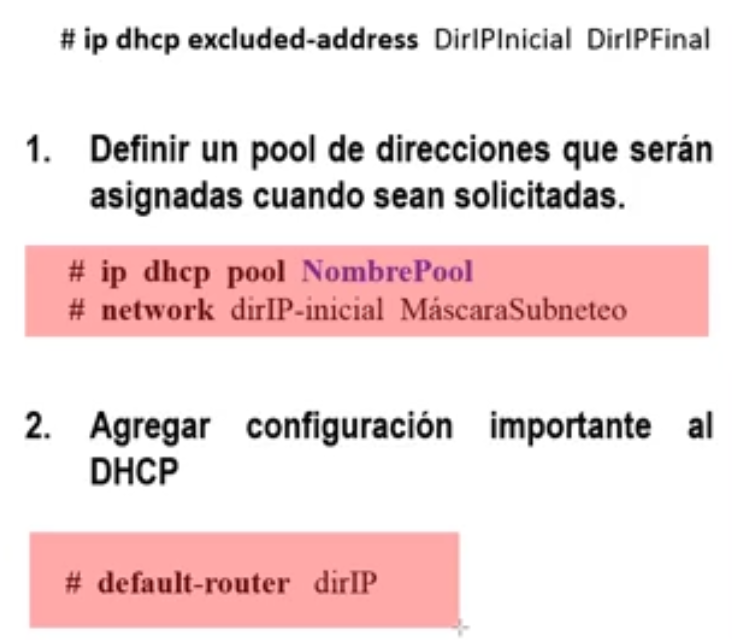 # ip dhcp excluded-address DirIPInicial DirIPFinal
1. Definir un pool de direcciones que serán
asignadas cuando sean solicitadas.
# ip dhcp pool NombrePool
# network dirIP-inicial MáscaraSubneteo
2. Agregar configuración importante al
DHCP
# default-router dirIP